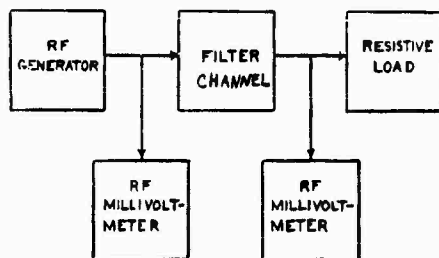 RF
GENERATOR
FILTER
CHANNEL
RESISTIVE
LOAD
RF
MILLIVOLT-
METER
RF
MILLIVOLT-
METER